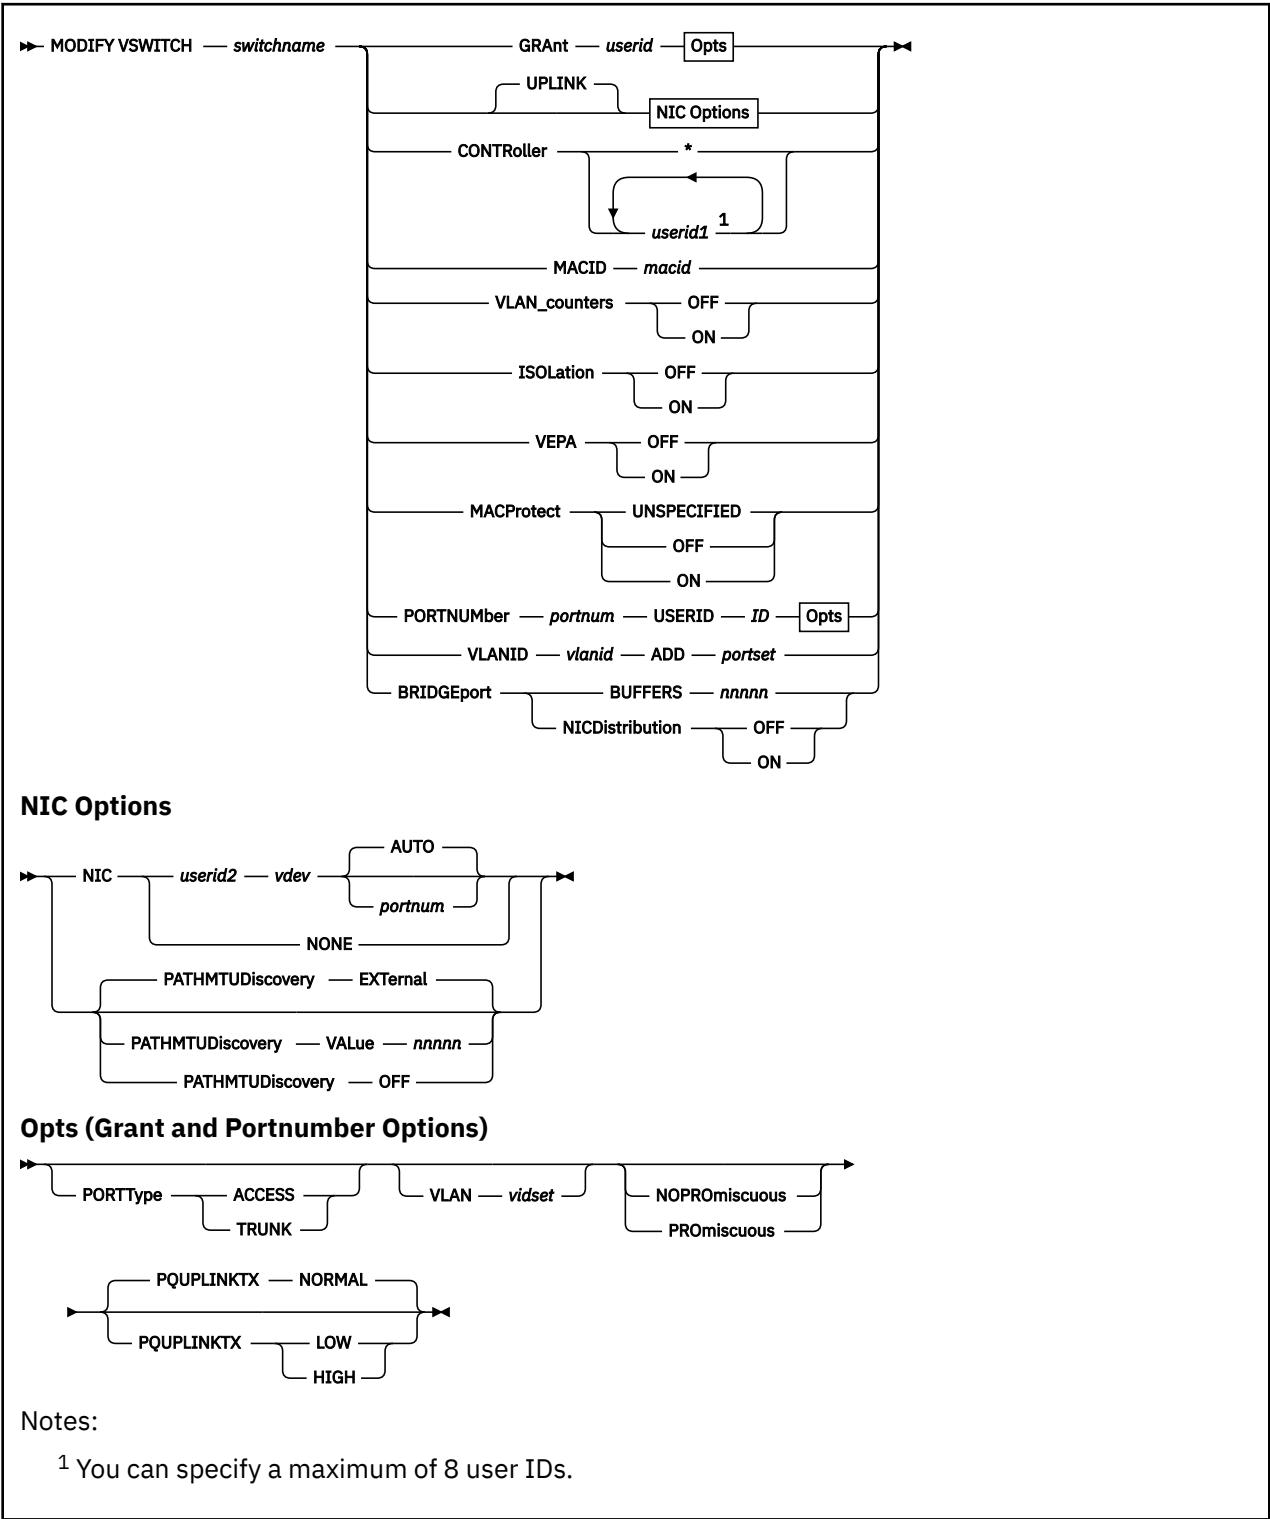 MODIFY VSWITCH switchname GRAnt userid Opts
UPLINK
NIC Options
CONTRoller *
userid1 1
MACID macid
VLAN_counters OFF
ON
ISOLation OFF
ON
VEPA OFF
ON
MACProtect UNSPECIFIED
OFF
ON
PORTNUMber portnum USERID ID Opts
VLANID vlanid ADD portset
BRIDGEport BUFFERS nnnnn
NICDistribution OFF
ON
NIC Options
AUTO
NIC userid2 vdev
portnum
NONE
PATHMTUDiscovery EXTernal
PATHMTUDiscovery VALue nnnnn
PATHMTUDiscovery OFF
Opts (Grant and Portnumber Options)
PORTType ACCESS VLAN vidset NOPROmiscuous
TRUNK PROmiscuous
PQUPLINKTX NORMAL
PQUPLINKTX LOW
HIGH
Notes:
1 You can specify a maximum of 8 user IDs.